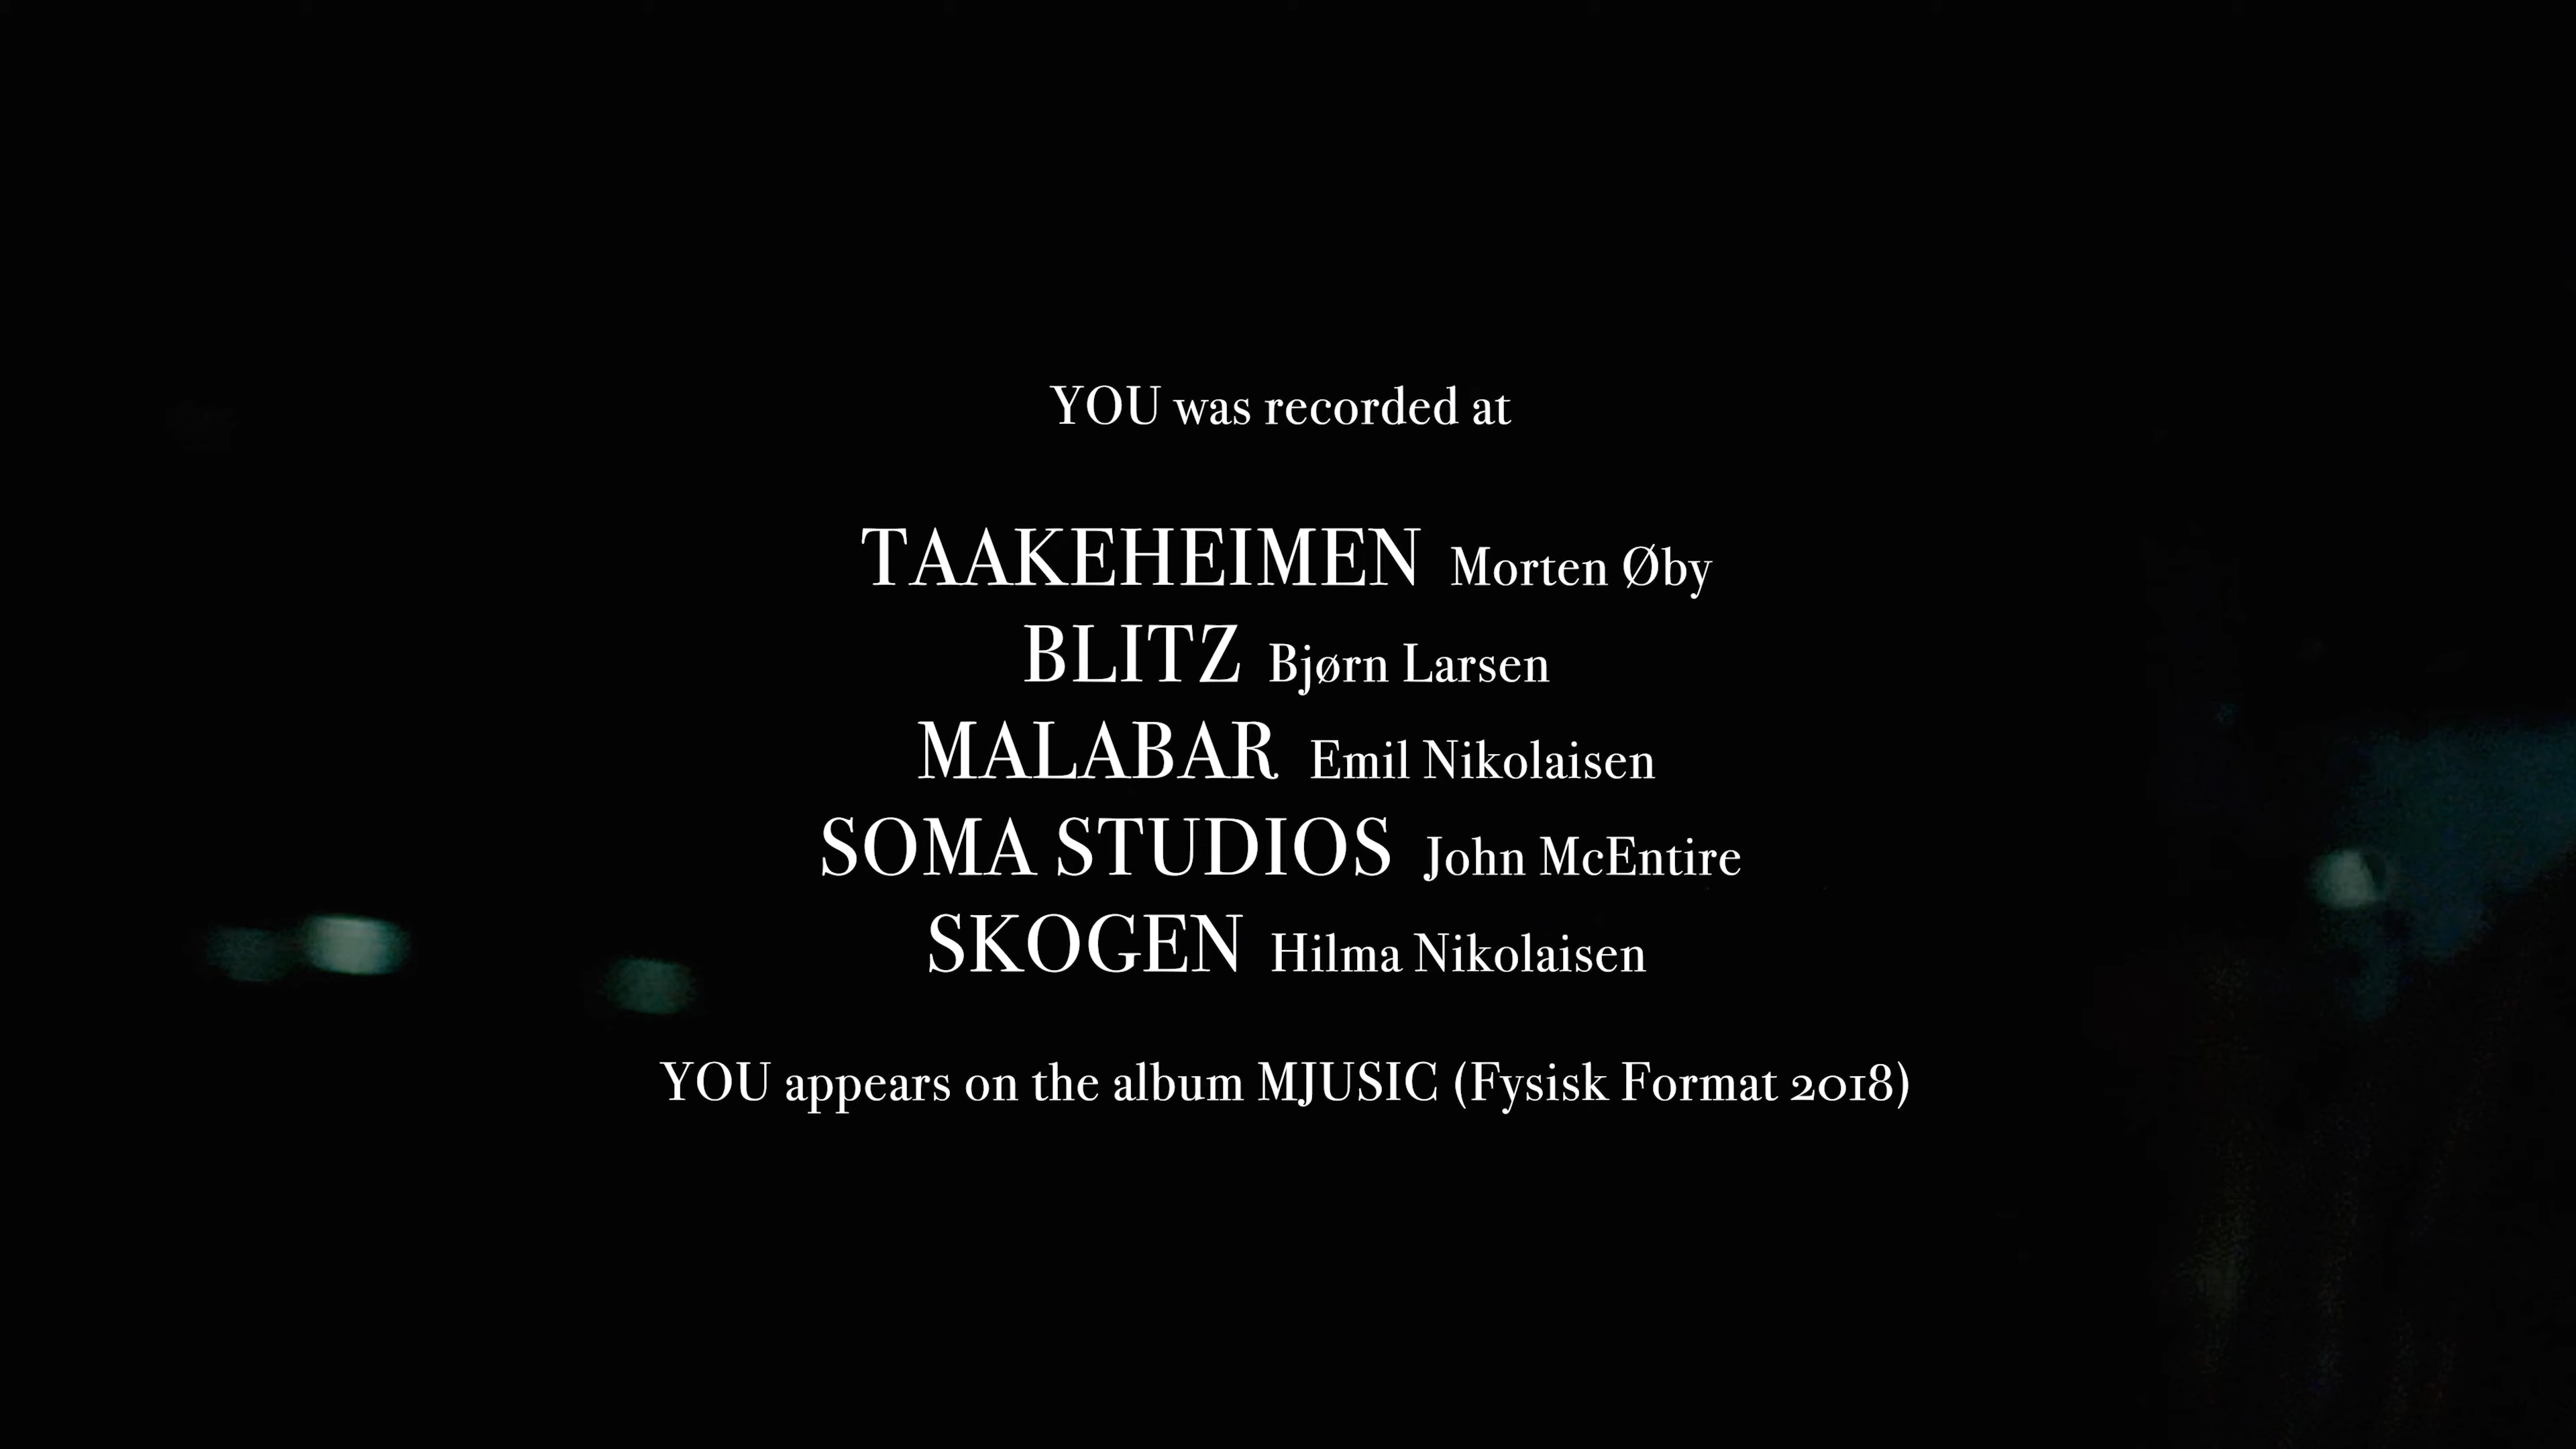 YOU was recorded at
TAAKEHEIMEN Morten Øby
BLITZ Bjørn Larsen
MALABAR Emil Nikolaisen
SOMA STUDIOS John McEntire
SKOGEN Hilma Nikolaisen
YOU appears on the album MJUSIC (Fysisk Format 2018)